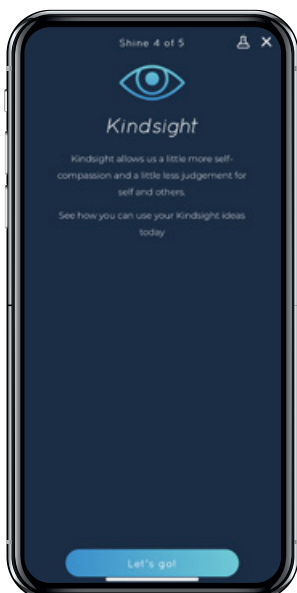 Shine 4 of 5
Kindsight
Kindsight allows us a little more self-
compassion and a little less judgement for
self and others.
See how you can use your Kindsight ideas
today
Let's go!